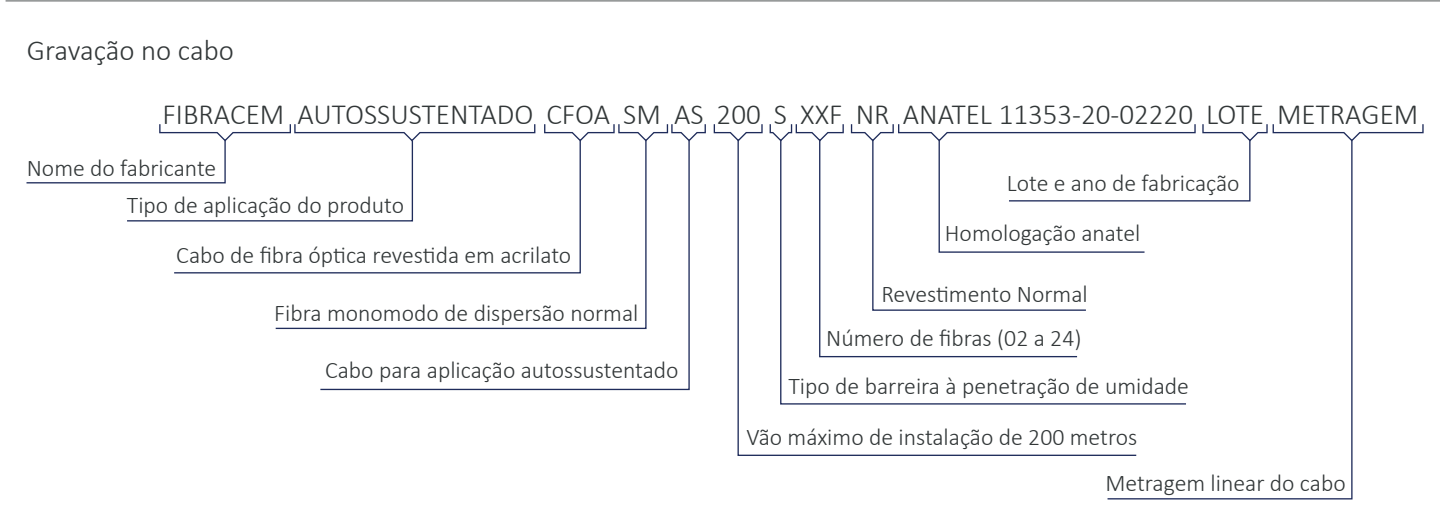 Gravação no cabo
FIBRACEM AUTOSSUSTENTADO CFOA SM AS 200 S XXF NR ANATEL 11353-20-02220 LOTE METRAGEM
Nome do fabricante
Lote e ano de fabricação
Tipo de aplicação do produto
Homologação anatel
Cabo de fibra óptica revestida em acrilato
Revestimento Normal
Fibra monomodo de dispersão normal
Número de fibras (02 a 24)
Cabo para aplicação autossustentado
Tipo de barreira à penetração de umidade
Vão máximo de instalação de 200 metros
Metragem linear do cabo